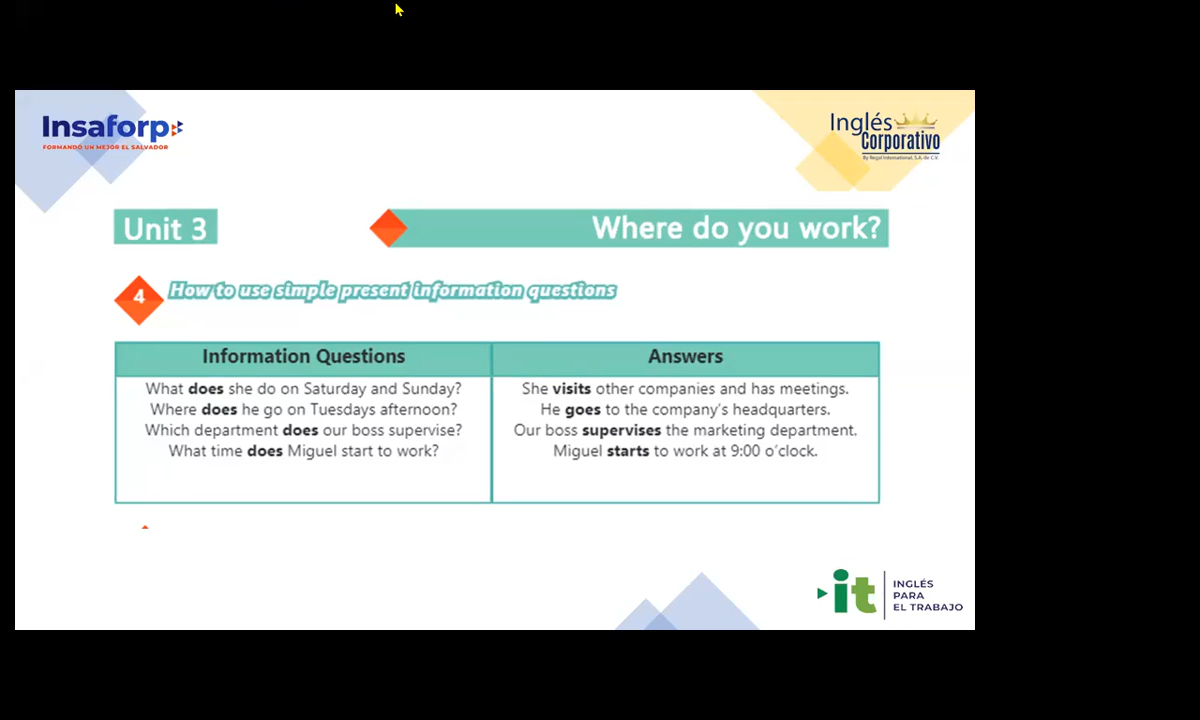 Insaforp
FORMANDO UN MEJOR EL SALVADOR
Inglés
Corporativo
By Regal International, S.A. de C.V.
Unit 3
Where do you work?
4
How to use simple present information questions
Information Questions
What does she do on Saturday and Sunday?
Where does he go on Tuesdays afternoon?
Which department does our boss supervise?
What time does Miguel start to work?
Answers
She visits other companies and has meetings.
He goes to the company's headquarters.
Our boss supervises the marketing department.
Miguel starts to work at 9:00 o'clock.
it
INGLÉS
PARA
EL TRABAJO